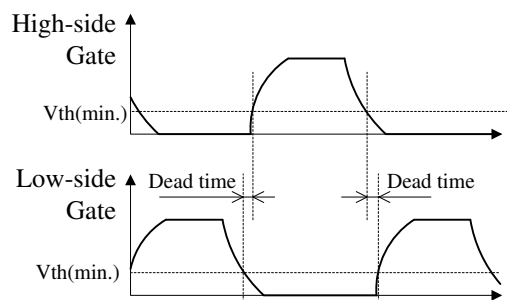 High-side
Gate
Vth(min.)
Low-side
Gate
Dead time
Dead time
Vth(min.)